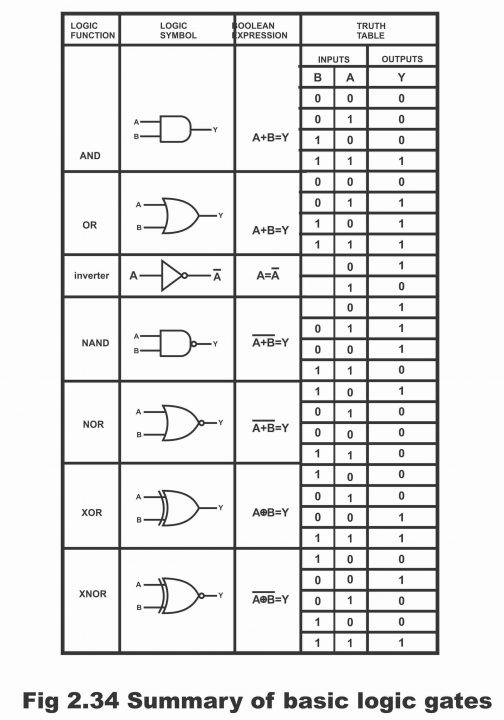 LOGIC FUNCTION LOGIC SYMBOL BOOLEAN EXPRESSION TRUTH TABLE
INPUTS OUTPUTS
B A Y
AND A B Y A+B=Y
0 0 0
0 1 0
1 0 0
1 1 1
OR A B Y A+B=Y
0 0 0
0 1 1
1 0 1
1 1 1
inverter A A̅ A=A̅
0 1
1 0
NAND A B Y A̅+̅B̅=Y
0 1
0 1 1
0 0 1
1 1 0
NOR A B Y A̅+̅B̅=Y
1 0 1
0 1 0
0 0 0
1 1 0
XOR A B Y A⊕B=Y
1 0 0
0 1 0
0 0 1
1 1 1
XNOR A B Y A̅⊕̅B̅=Y
1 0 0
0 0 1
0 1 0
1 0 0
1 1 1
Fig 2.34 Summary of basic logic gates